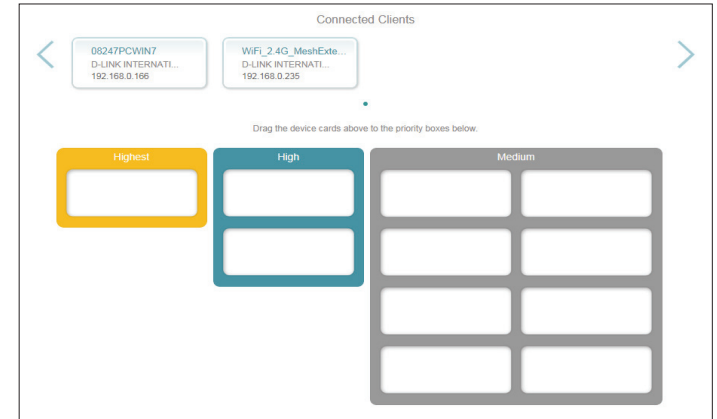 Connected Clients
08247PCWIN7
D-LINK INTERNATI...
192.168.0.166
WiFi_2.4G_MeshExte...
D-LINK INTERNATI...
192.168.0.235
Drag the device cards above to the priority boxes below.
Highest
High
Medium